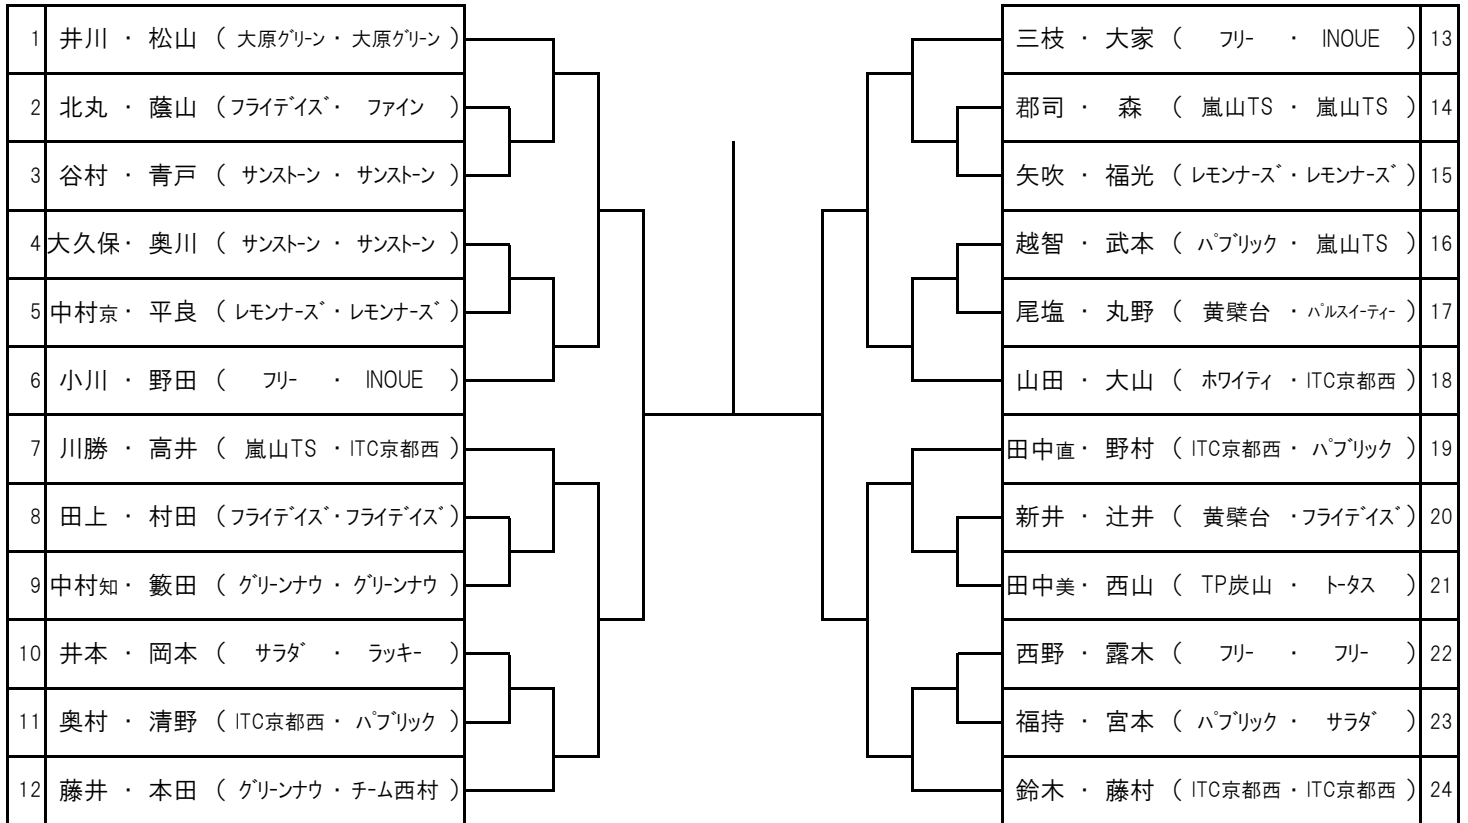 1 井川 ・ 松山 ( 大原グリーン ・ 大原グリーン )
2 北丸 ・ 蔭山 ( フライデイズ ・ ファイン )
3 谷村 ・ 青戸 ( サンストーン ・ サンストーン )
4 大久保 ・ 奥川 ( サンストーン ・ サンストーン )
5 中村京 ・ 平良 ( レモンナーズ ・ レモンナーズ )
6 小川 ・ 野田 ( フリー ・ INOUE )
7 川勝 ・ 高井 ( 嵐山TS ・ ITC京都西 )
8 田上 ・ 村田 ( フライデイズ ・ フライデイズ )
9 中村知 ・ 籔田 ( グリーンナウ ・ グリーンナウ )
10 井本 ・ 岡本 ( サラダ ・ ラッキー )
11 奥村 ・ 清野 ( ITC京都西 ・ パブリック )
12 藤井 ・ 本田 ( グリーンナウ ・ チーム西村 )
三枝 ・ 大家 ( フリー ・ INOUE ) 13
郡司 ・ 森 ( 嵐山TS ・ 嵐山TS ) 14
矢吹 ・ 福光 ( レモンナーズ ・ レモンナーズ ) 15
越智 ・ 武本 ( パブリック ・ 嵐山TS ) 16
尾塩 ・ 丸野 ( 黄檗台 ・ パルスイーティー ) 17
山田 ・ 大山 ( ホワイティ ・ ITC京都西 ) 18
田中直 ・ 野村 ( ITC京都西 ・ パブリック ) 19
新井 ・ 辻井 ( 黄檗台 ・ フライデイズ ) 20
田中美 ・ 西山 ( TP炭山 ・ トータス ) 21
西野 ・ 露木 ( フリー ・ フリー ) 22
福持 ・ 宮本 ( パブリック ・ サラダ ) 23
鈴木 ・ 藤村 ( ITC京都西 ・ ITC京都西 ) 24